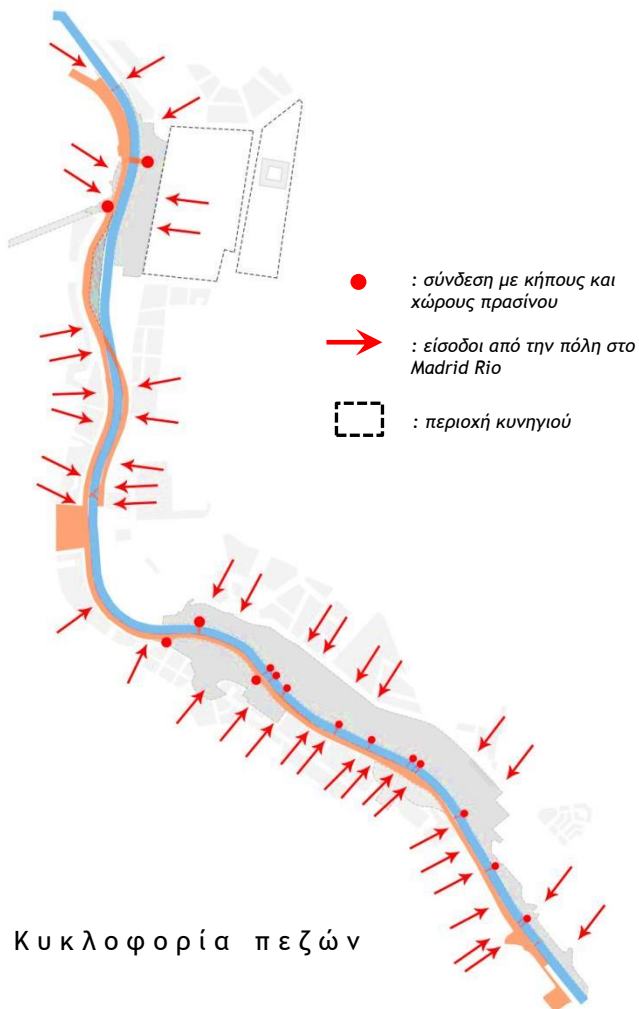 : σύνδεση με κήπους και
χώρους πρασίνου
: είσοδοι από την πόλη στο
Madrid Rio
: περιοχή κυνηγιού
Κυκλοφορία πεζών